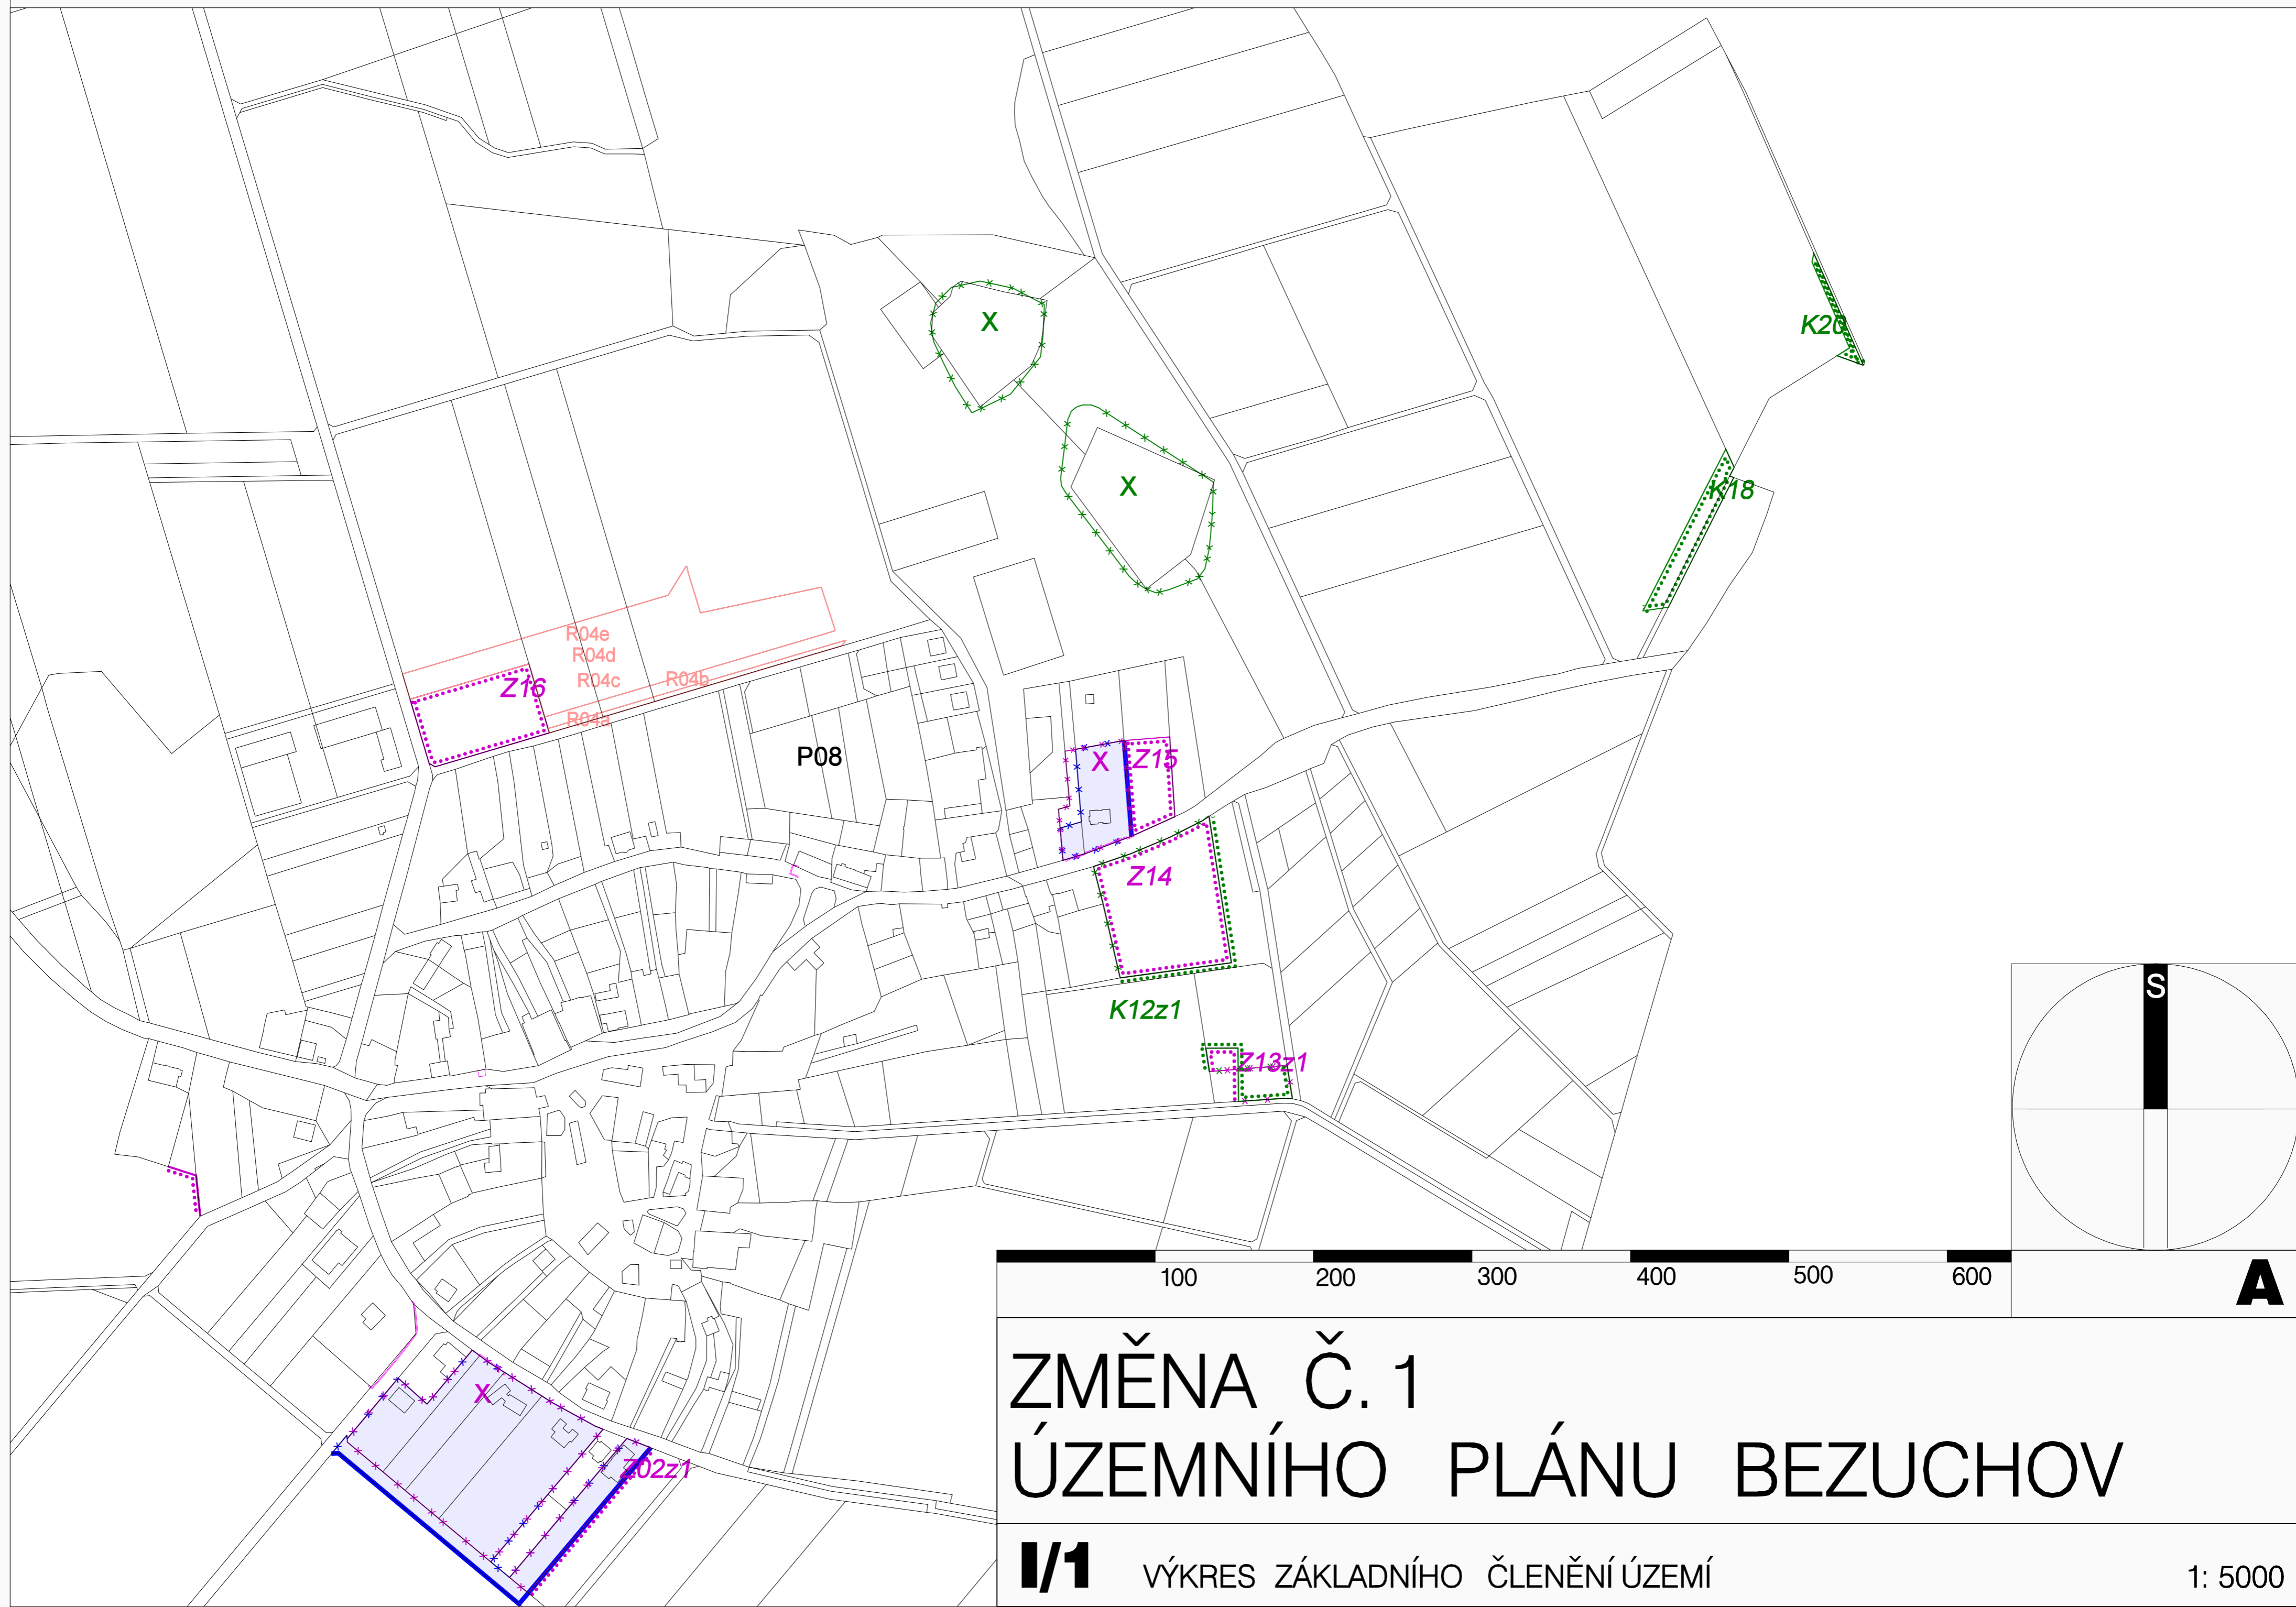 X
K20
X
K18
R04e
R04d
Z16
R04c
R04b
R04a
P08
X
Z15
Z14
K12z1
Z13z1
S
X
Z02z1
100
200
300
400
500
600
A
ZMĚNA Č. 1
ÚZEMNÍHO PLÁNU BEZUCHOV
I/1 VÝKRES ZÁKLADNÍHO ČLENĚNÍ ÚZEMÍ 1: 5000